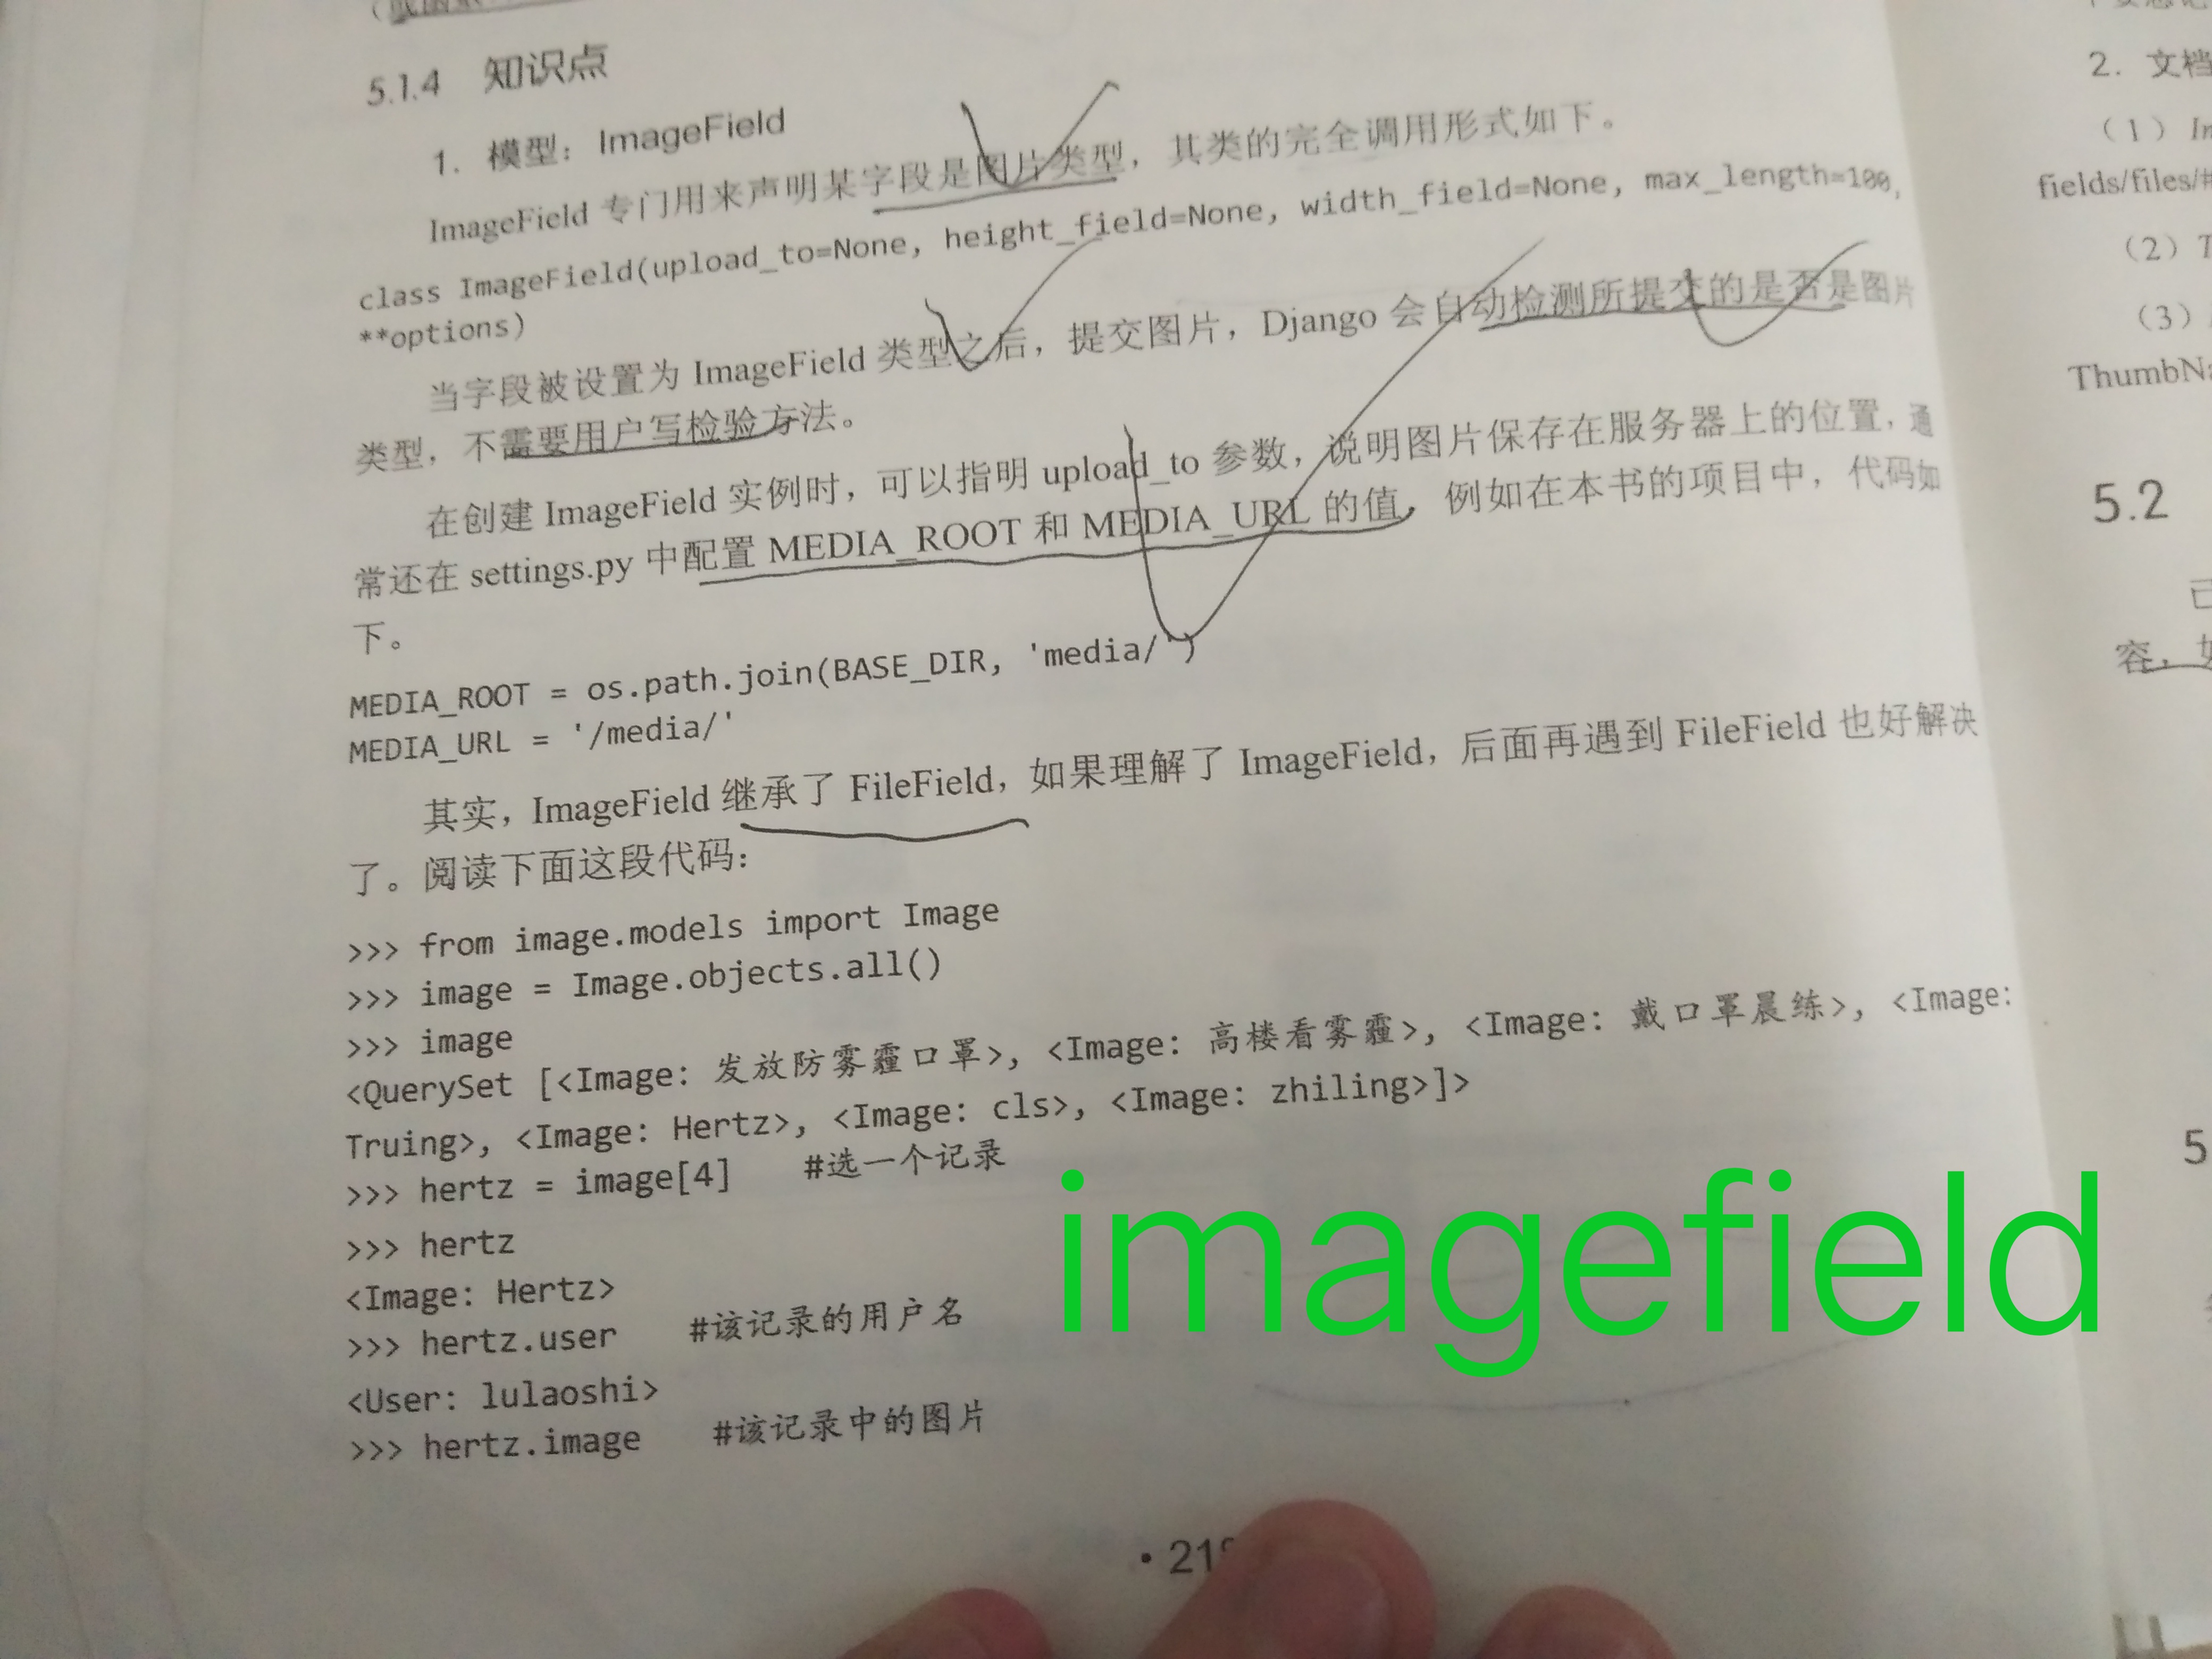 5.1.4 知识点
1. 模型：ImageField
ImageField 专门用来声明某字段是图片类型，其类的完全调用形式如下。
class ImageField(upload_to=None, height_field=None, width_field=None, max_length=100,
**options)
当字段被设置为 ImageField 类型之后，提交图片，Django 会自动检测所提交的是否是图片
类型，不需要用户写检验方法。
在创建 ImageField 实例时，可以指明 upload_to 参数，说明图片保存在服务器上的位置，通
常还在 settings.py 中配置 MEDIA_ROOT 和 MEDIA_URL 的值，例如在本书的项目中，代码如
下。
MEDIA_ROOT = os.path.join(BASE_DIR, 'media/')
MEDIA_URL = '/media/'
其实，ImageField 继承了 FileField，如果理解了 ImageField，后面再遇到 FileField 也好解决
了。阅读下面这段代码：
>>> from image.models import Image
>>> image = Image.objects.all()
>>> image
<QuerySet [<Image: 发放防雾霾口罩>, <Image: 高楼看雾霾>, <Image: 戴口罩晨练>, <Image:
Truing>, <Image: Hertz>, <Image: cls>, <Image: zhiling>]>
>>> hertz = image[4] #选一个记录
>>> hertz
<Image: Hertz>
>>> hertz.user #该记录的用户名
<User: lulaoshi>
>>> hertz.image #该记录中的图片
imagefield
2. 文档
（1）In
fields/files/#
（2）T
（3）
ThumbNa
5.2
容，
5